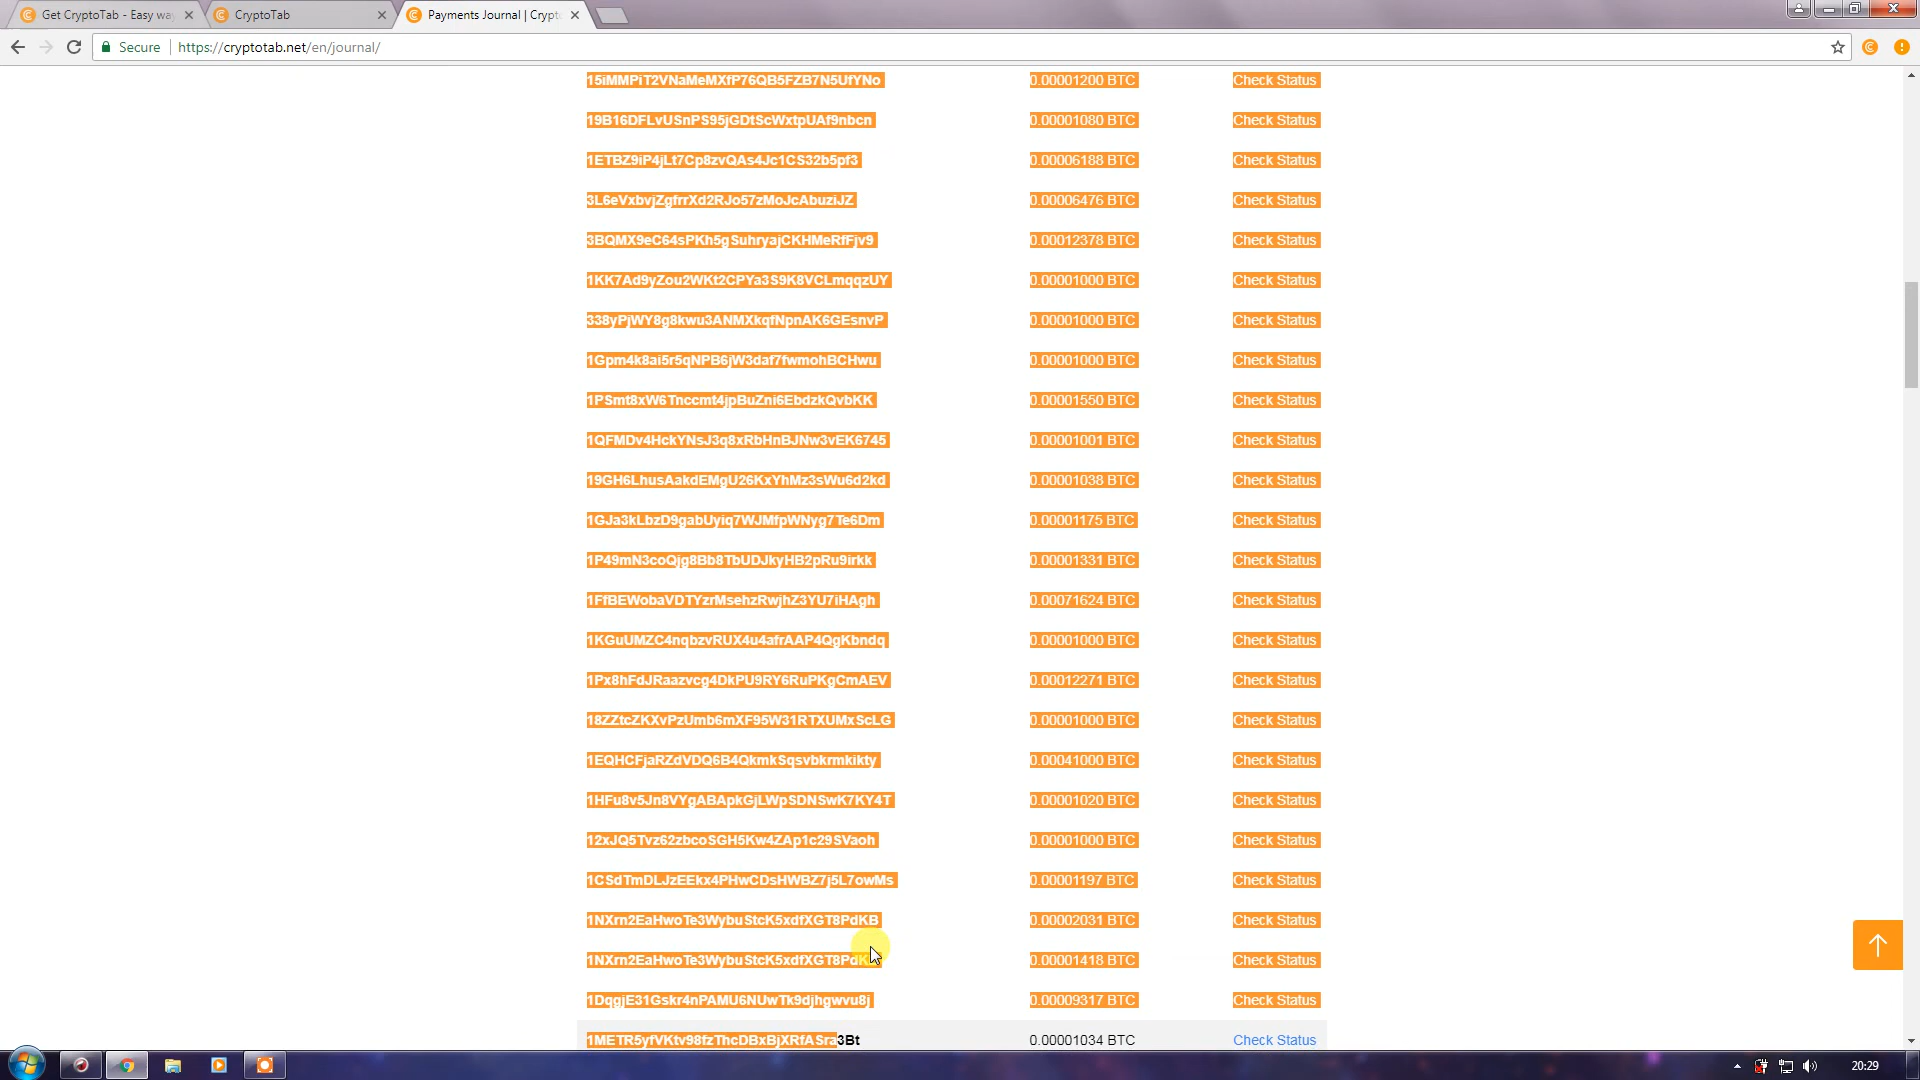 Get CryptoTab - Easy way
CryptoTab
Payments Journal | Crypto
Secure https://cryptotab.net/en/journal/
15iMMPiT2VNaMeMXfP76QB5FZB7N5UfYNo 0.00001200 BTC Check Status
19B16DFLvUSnPS95jGDtScWxtpUAf9nbcn 0.00001080 BTC Check Status
1ETBZ9iP4jLt7Cp8zvQAs4Jc1CS32b5pf3 0.00006188 BTC Check Status
3L6eVxbvjZgfrrXd2RJo57zMoJcAbuziJZ 0.00006476 BTC Check Status
3BQMX9eC64sPKh5gSuhryajCKHMeRfFjv9 0.00012378 BTC Check Status
1KK7Ad9yZou2WKt2CPYa3S9K8VCLmqqzUY 0.00001000 BTC Check Status
338yPjWY8g8kwu3ANMXkqfNpnAK6GEsnvP 0.00001000 BTC Check Status
1Gpm4k8ai5r5qNPB6jW3daf7fwmohBCHwu 0.00001000 BTC Check Status
1PSmt8xW6Tnccmt4jpBuZni6EbdzkQvbKK 0.00001550 BTC Check Status
1QFMDv4HckYNsJ3q8xRbHnBJNw3vEK6745 0.00001001 BTC Check Status
19GH6LhusAakdEMgU26KxYhMz3sWu6d2kd 0.00001038 BTC Check Status
1GJa3kLbzD9gabUyiq7WJMfpWNyg7Te6Dm 0.00001175 BTC Check Status
1P49mN3coQjg8Bb8TbUDJkyHB2pRu9irkk 0.00001331 BTC Check Status
1FfBEWobaVDTYzrMsehzRwjhZ3YU7iHAgh 0.00071624 BTC Check Status
1KGuUMZC4nqbzvRUX4u4afrAAP4QgKbndq 0.00001000 BTC Check Status
1Px8hFdJRaazvcg4DkPU9RY6RuPKgCmAEV 0.00012271 BTC Check Status
18ZZtcZKXvPzUmb6mXF95W31RTXUMxScLG 0.00001000 BTC Check Status
1EQHCFjaRZdVDQ6B4QkmkSqsvbkrmkikty 0.00041000 BTC Check Status
1HFu8v5Jn8VYgABApkGjLWpSDNSwK7KY4T 0.00001020 BTC Check Status
12xJQ5Tvz62zbcoSGH5Kw4ZAp1c29SVaoh 0.00001000 BTC Check Status
1CSdTmDLJzEEkx4PHwCDsHWBZ7j5L7owMs 0.00001197 BTC Check Status
1NXrn2EaHwoTe3WybuStcK5xdfXGT8PdKB 0.00002031 BTC Check Status
1NXrn2EaHwoTe3WybuStcK5xdfXGT8PdK 0.00001418 BTC Check Status
1DqgjE31Gskr4nPAMU6NUwTk9djhgwvu8j 0.00009317 BTC Check Status
1METR5yfVKtv98fzThcDBxBjXRfASra3Bt 0.00001034 BTC Check Status
20:29